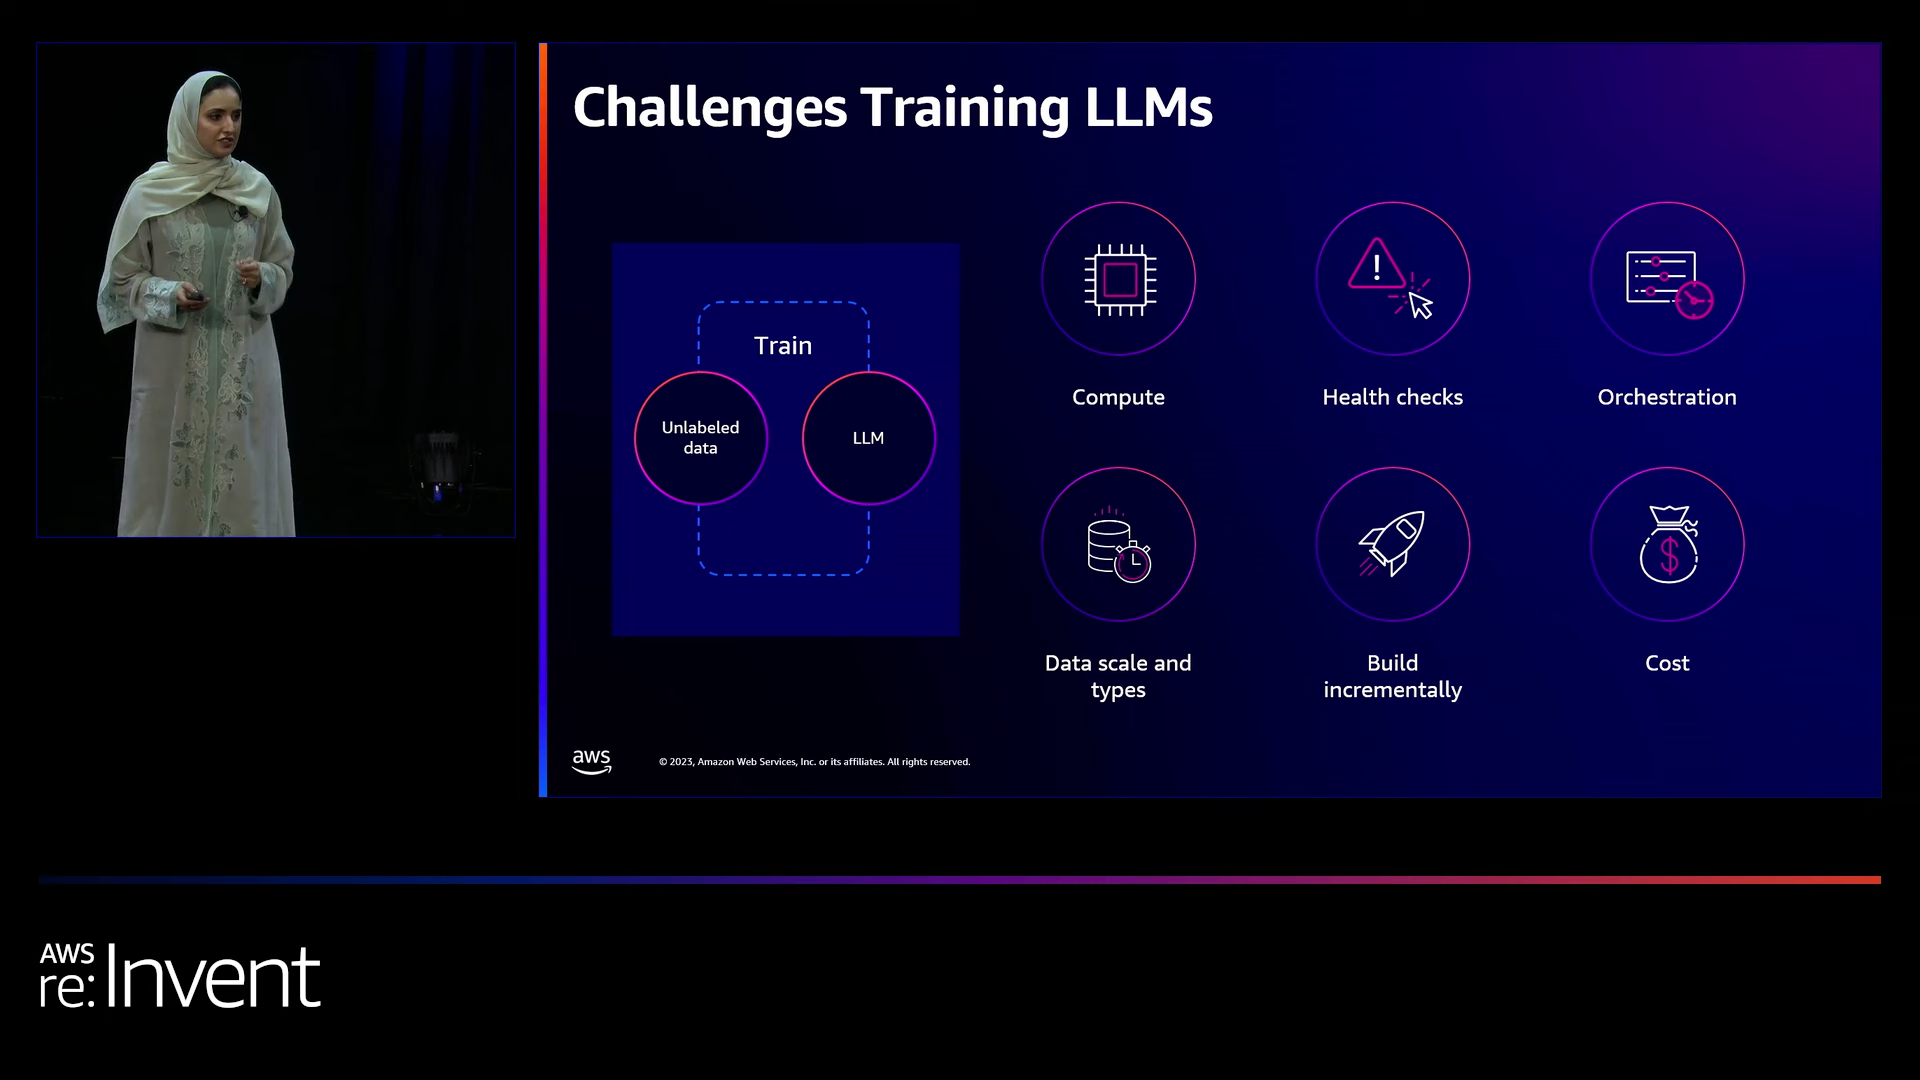 Challenges Training LLMs
Train
Unlabeled
data
LLM
Compute
Health checks
Orchestration
Data scale and
types
Build
incrementally
Cost
aws
© 2023, Amazon Web Services, Inc. or its affiliates. All rights reserved.
AWS
re:Invent